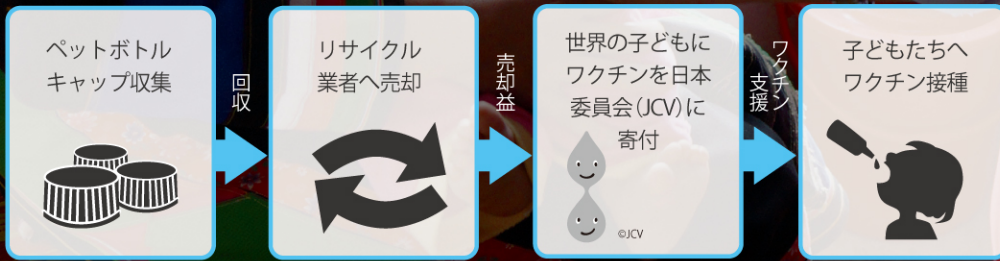 ペットボトル
キャップ収集
回収
リサイクル
業者へ売却
売却益
世界の子どもに
ワクチンを日本
委員会(JCV)に
寄付
©JCV
ワクチン
支援
子どもたちへ
ワクチン接種